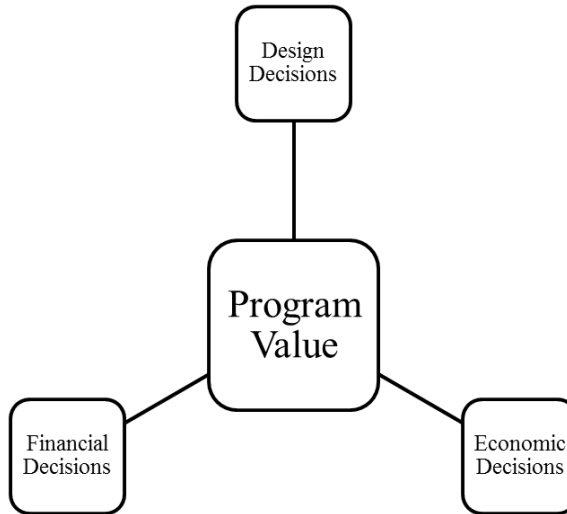 Design
Decisions
Program
Value
Financial
Decisions
Economic
Decisions